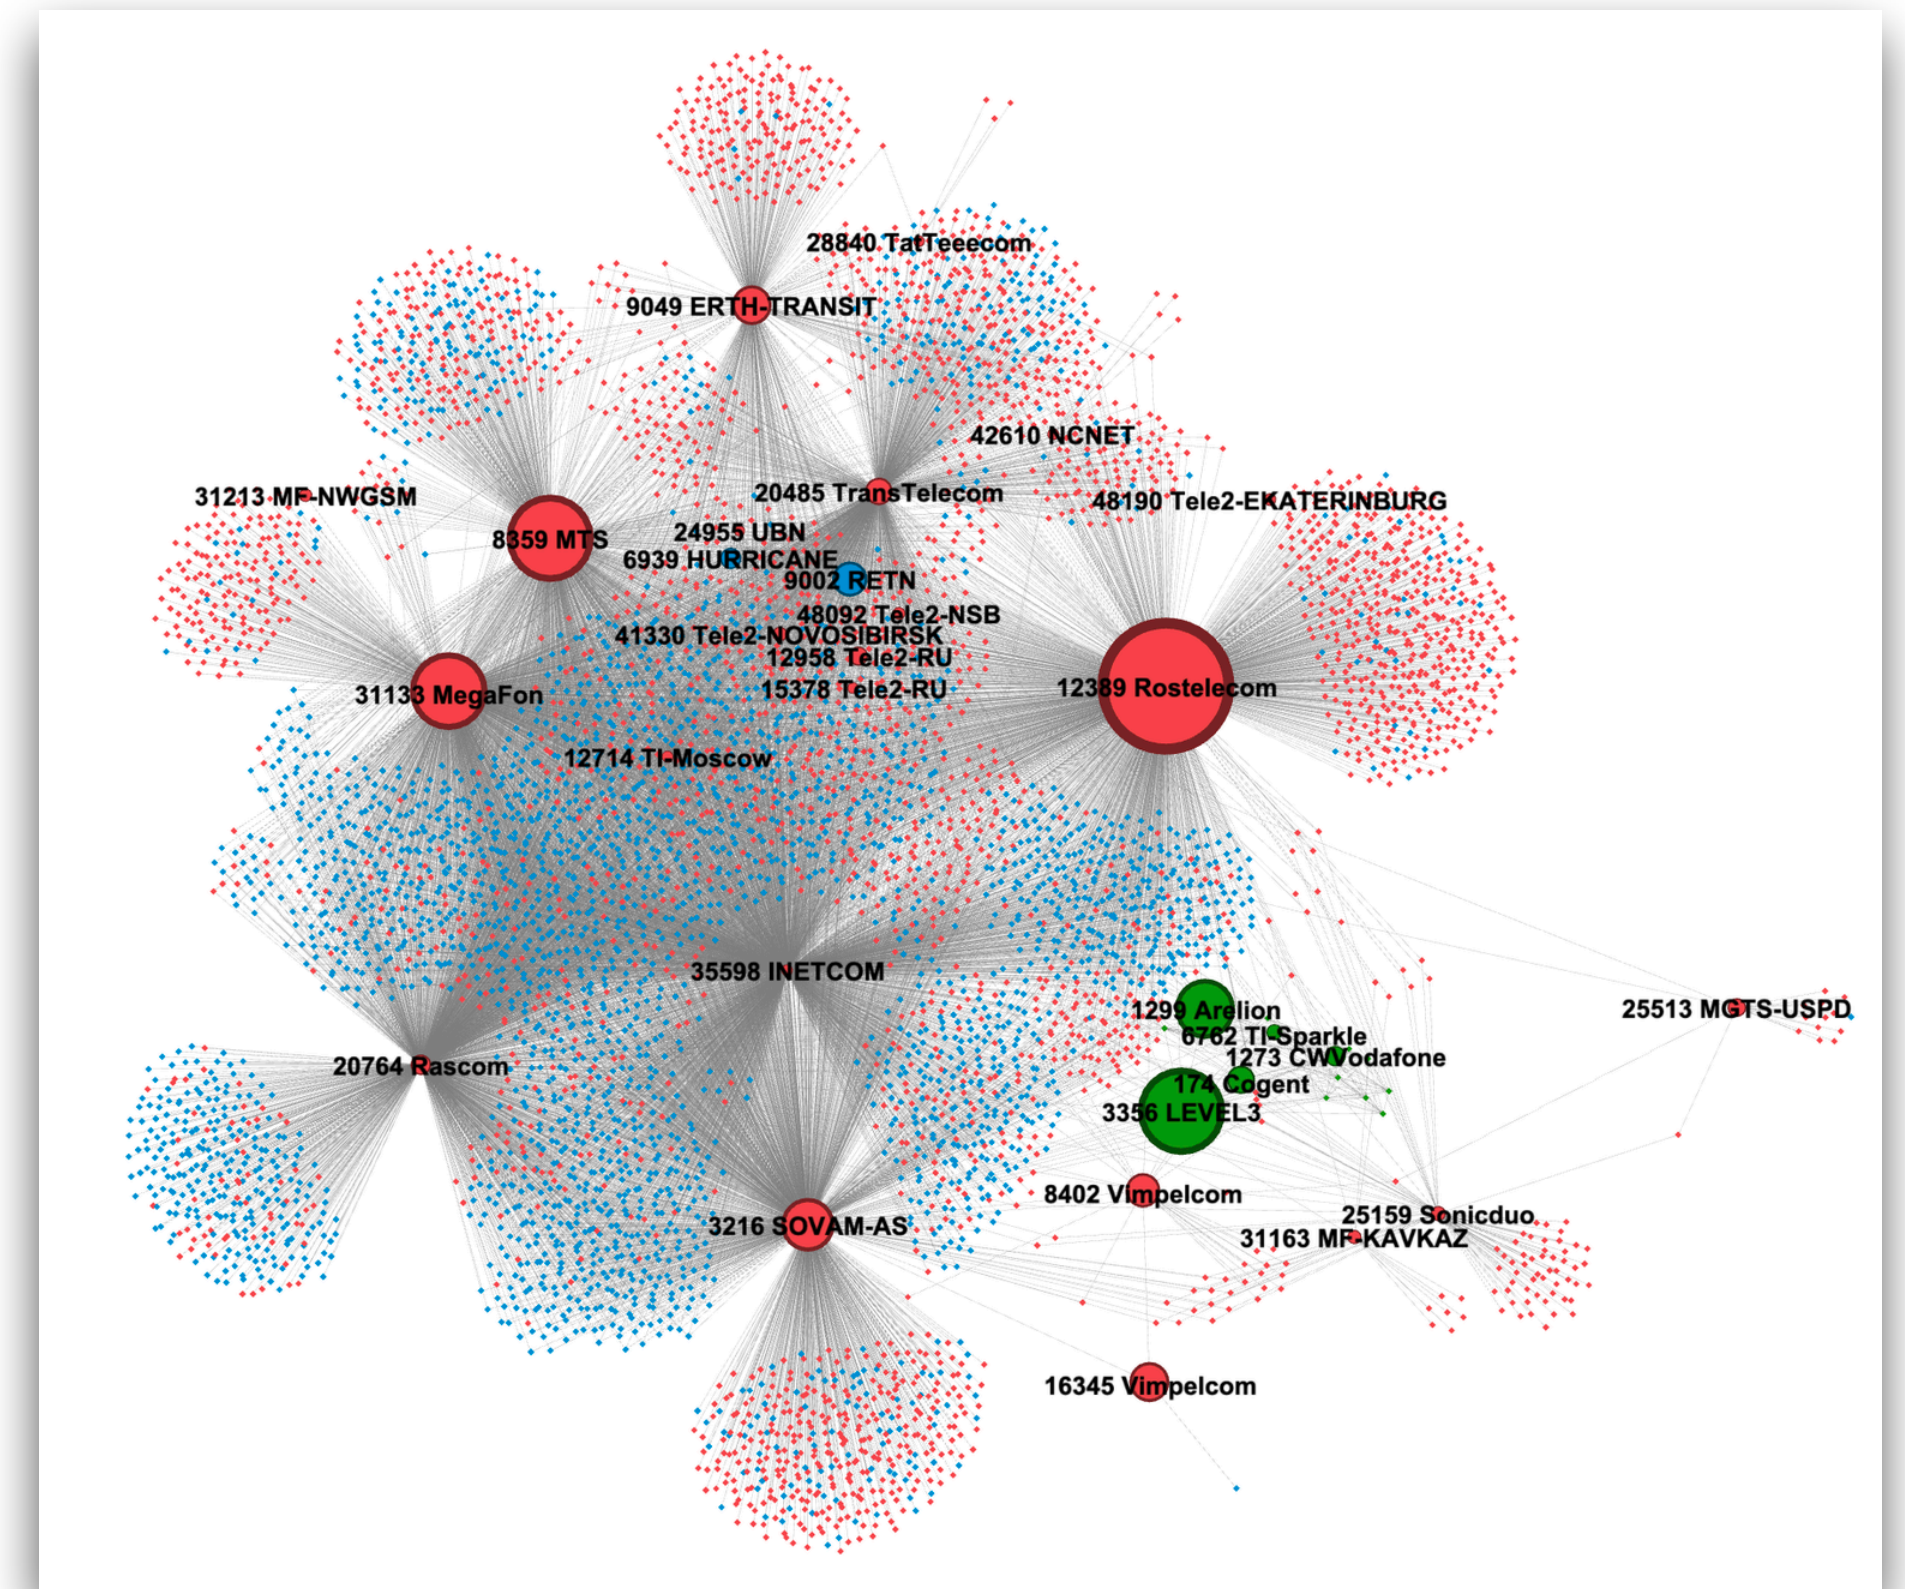 28840 TatTeeecom
9049 ERTH-TRANSIT
42610 NCNET
31213 MF-NWGSM
20485 TransTelecom
48190 Tele2-EKATERINBURG
24955 UBN
8359 MTS
6939 HURRICANE
9002 RETN
48092 Tele2-NSB
41330 Tele2-NOVOSIBIRSK
12958 Tele2-RU
15378 Tele2-RU
12389 Rostelecom
31133 MegaFon
12714 TI-Moscow
35598 INETCOM
1299 Arelion
25513 MGTS-USPD
6762 TI-Sparkle
1273 CWVodafone
20764 Rascom
174 Cogent
3356 LEVEL3
8402 Vimpelcom
25159 Sonicduo
3216 SOVAM-AS
31163 MF-KAVKAZ
16345 Vimpelcom